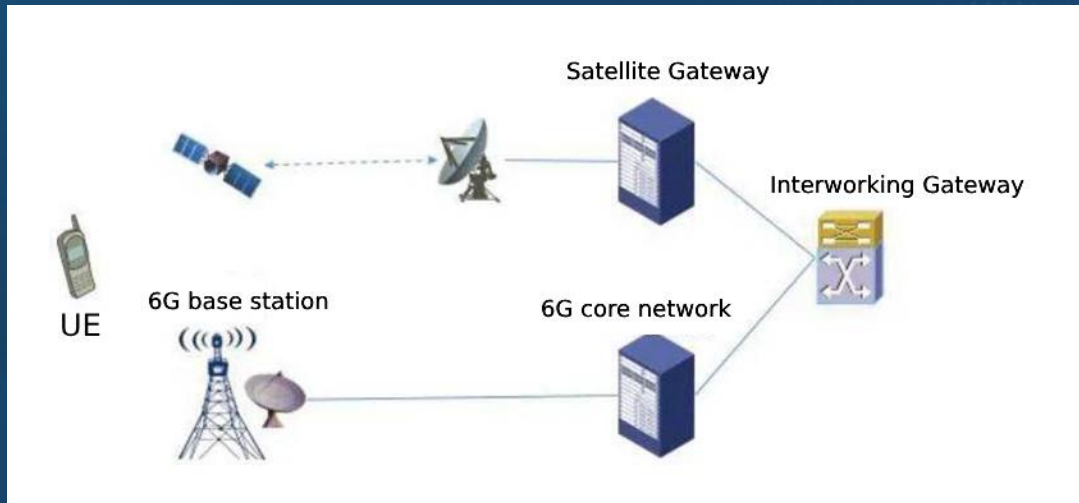 Satellite Gateway
Interworking Gateway
UE
6G base station
6G core network